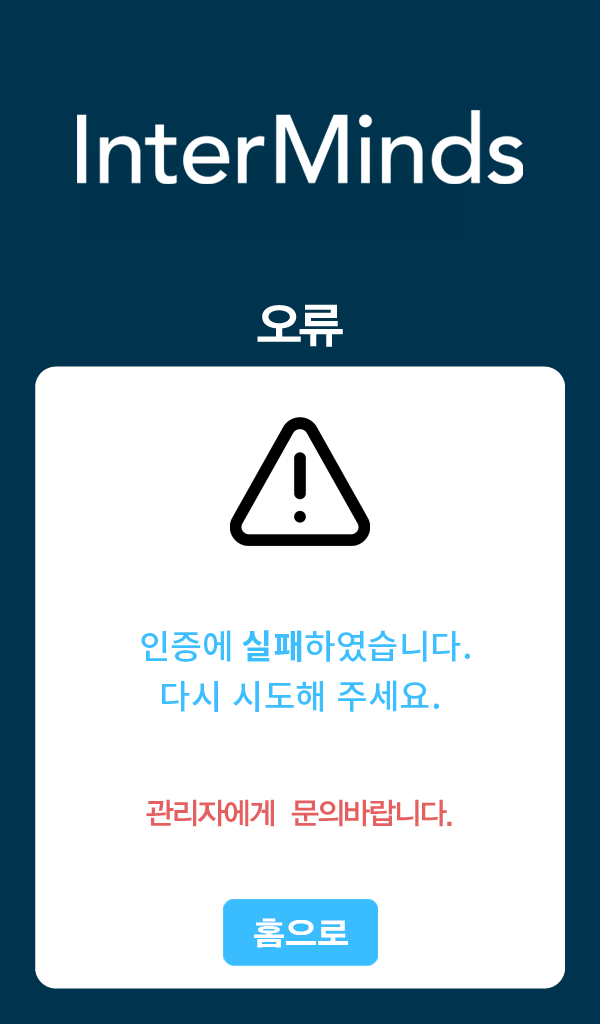 InterMinds
오류
인증에 실패하였습니다.
다시 시도해 주세요.
관리자에게 문의바랍니다.
홈으로